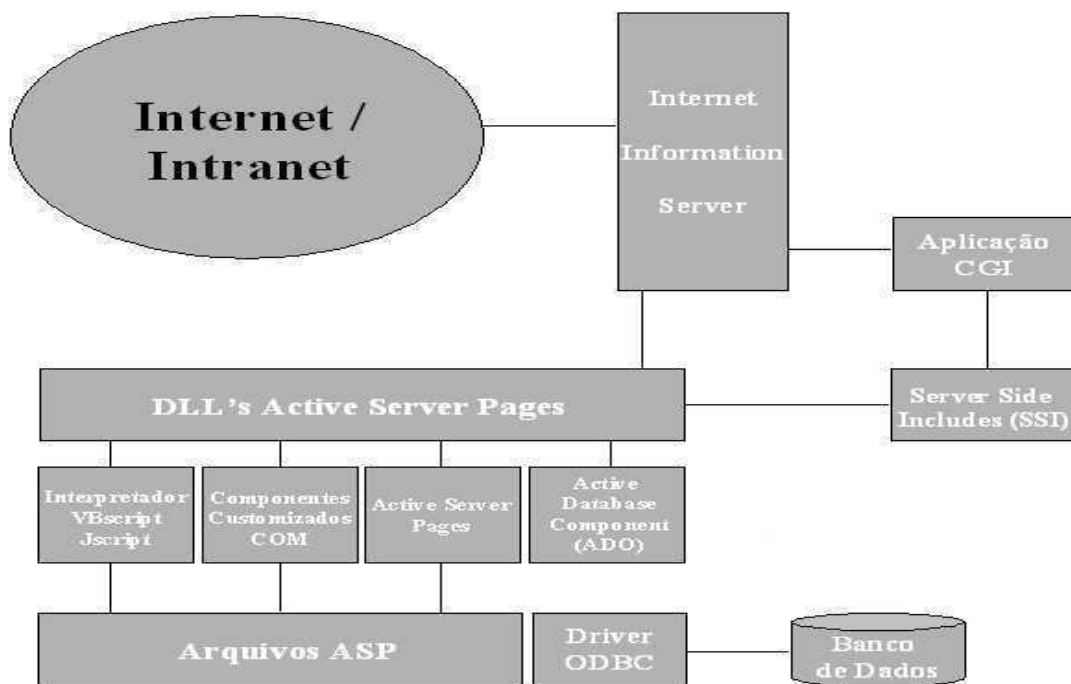 Internet /
Intranet
Internet
Information
Server
Aplicação
CGI
DLL's Active Server Pages
Server Side
Includes (SSI)
Interpretador
VBscript
Jscript
Componentes
Customizados
COM
Active Server
Pages
Active
Database
Component
(ADO)
Arquivos ASP
Driver
ODBC
Banco
de Dados